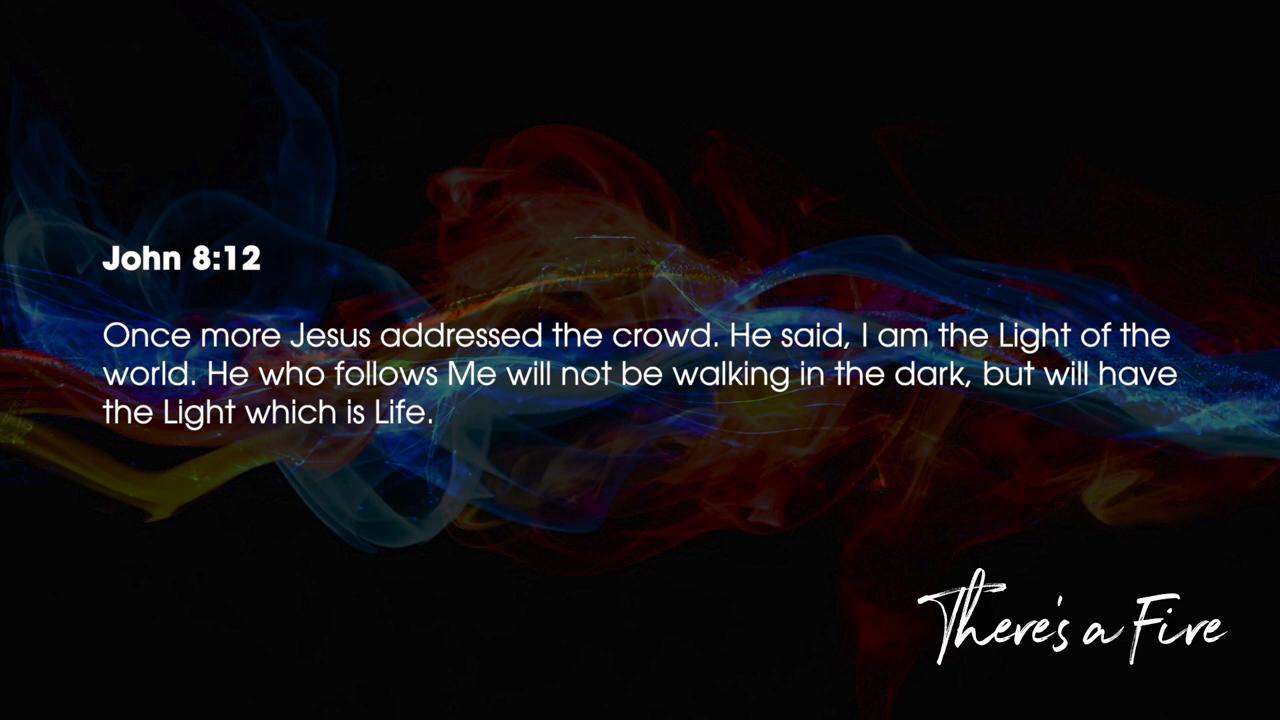 John 8:12
Once more Jesus addressed the crowd. He said, I am the Light of the
world. He who follows Me will not be walking in the dark, but will have
the Light which is Life.
There's a Fire